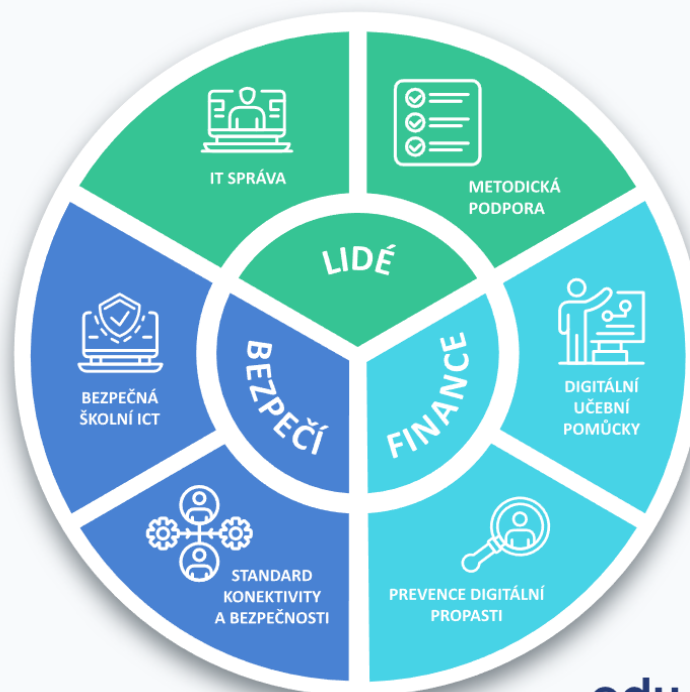 IT SPRÁVA
METODICKÁ
PODPORA
LIDÉ
BEZPEČÍ
FINANCE
BEZPEČNÁ
ŠKOLNÍ ICT
DIGITÁLNÍ
UČEBNÍ
POMŮCKY
STANDARD
KONEKTIVITY
A BEZPEČNOSTI
PREVENCE DIGITÁLNÍ
PROPASTI